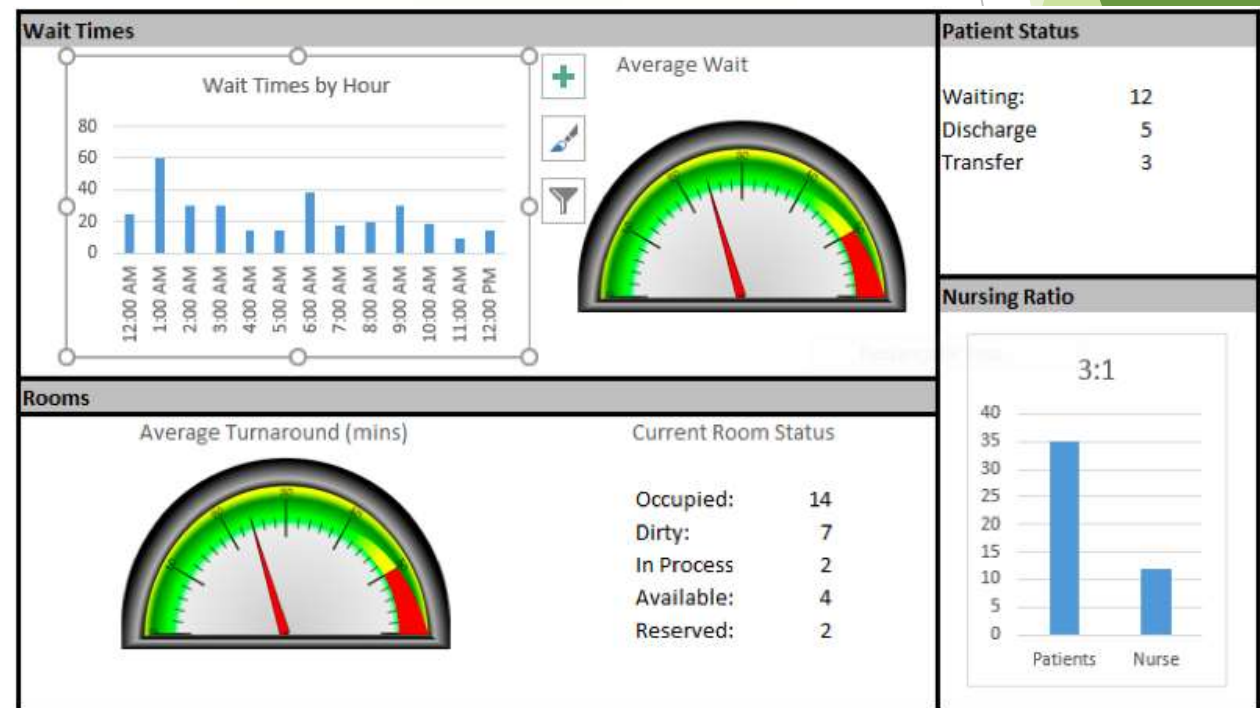 Wait Times
Wait Times by Hour
80
60
40
20
0
12:00 AM
1:00 AM
2:00 AM
3:00 AM
4:00 AM
5:00 AM
6:00 AM
7:00 AM
8:00 AM
9:00 AM
10:00 AM
11:00 AM
12:00 PM
Average Wait
Patient Status
Waiting: 12
Discharge 5
Transfer 3
Nursing Ratio
3:1
40
35
30
25
20
15
10
5
0
Patients Nurse
Rooms
Average Turnaround (mins)
Current Room Status
Occupied: 14
Dirty: 7
In Process 2
Available: 4
Reserved: 2